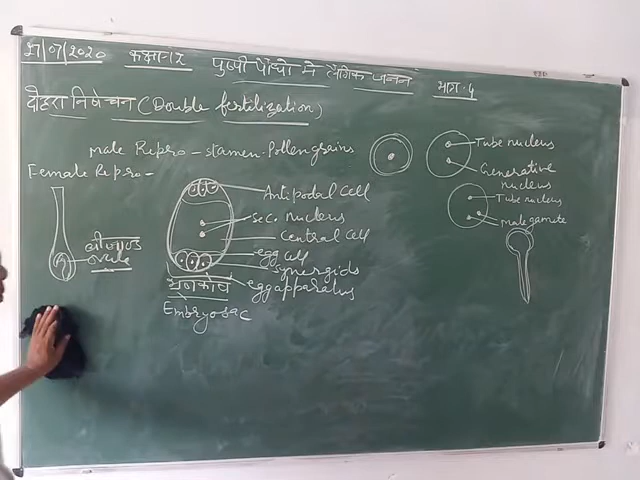 21/07/2020 कक्षा-12 पुष्पी पौधों में लैंगिक जनन भाग-4
दोहरा निषेचन (Double fertilization)
male Repro - stamen. Pollen grains
Female Repro -
Tube nucleus
Generative
nucleus
Tube nucleus
male gamete
Antipodal cell
Sec. nucleus
Central cell
egg cell
Synergids
egg apparatus
बीजाण्ड
ovule
भ्रूणकोष
Embryosac